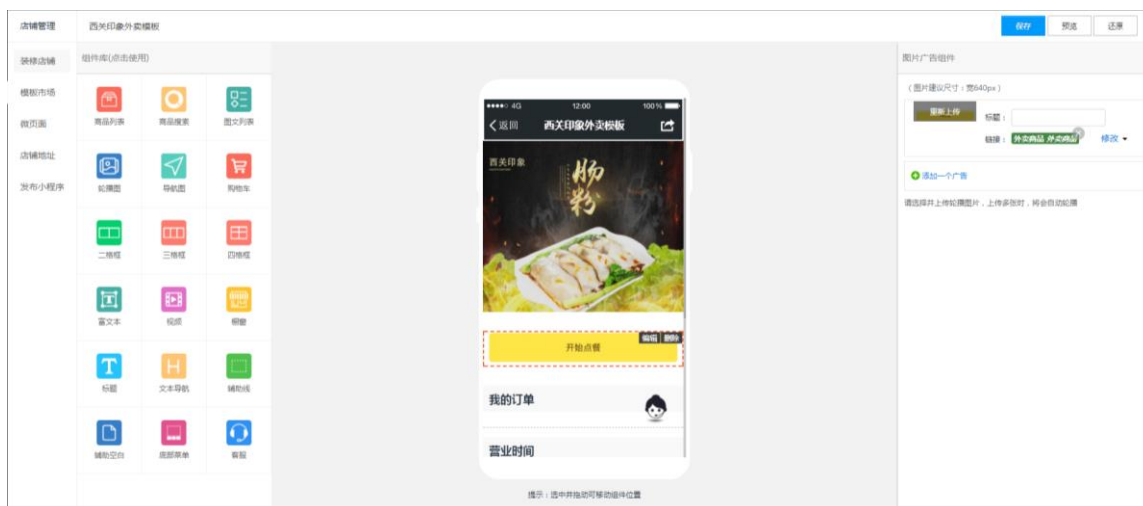 店铺管理
西关印象外卖模板
保存
预览
还原
装修店铺
模板市场
微页面
店铺地址
发布小程序
组件库(点击使用)
商品列表
商品搜索
图文列表
轮播图
导航图
购物车
二格框
三格框
四格框
富文本
视频
橱窗
标题
文本导航
辅助线
辅助空白
底部菜单
客服
4G
12:00
100%
返回
西关印象外卖模板
西关印象
肠粉
开始点餐
编辑
删除
我的订单
营业时间
提示：选中并拖动可移动组件位置
图片广告组件
（图片建议尺寸：宽640px）
重新上传
标题：
链接：
外卖商品
外卖商品
修改
添加一个广告
请选择并上传轮播图片，上传多张时，将会自动轮播